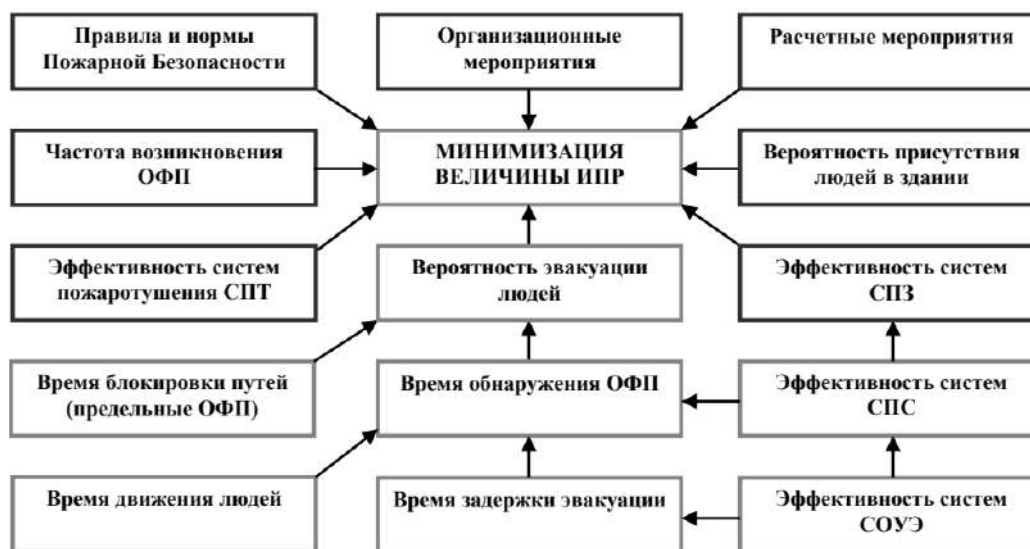 Правила и нормы
Пожарной Безопасности
Организационные
мероприятия
Расчетные мероприятия
Частота возникновения
ОФП
МИНИМИЗАЦИЯ
ВЕЛИЧИНЫ ИПР
Вероятность присутствия
людей в здании
Эффективность систем
пожаротушения СПТ
Вероятность эвакуации
людей
Эффективность систем
СПЗ
Время блокировки путей
(предельные ОФП)
Время обнаружения ОФП
Эффективность систем
СПС
Время движения людей
Время задержки эвакуации
Эффективность систем
СОУЭ